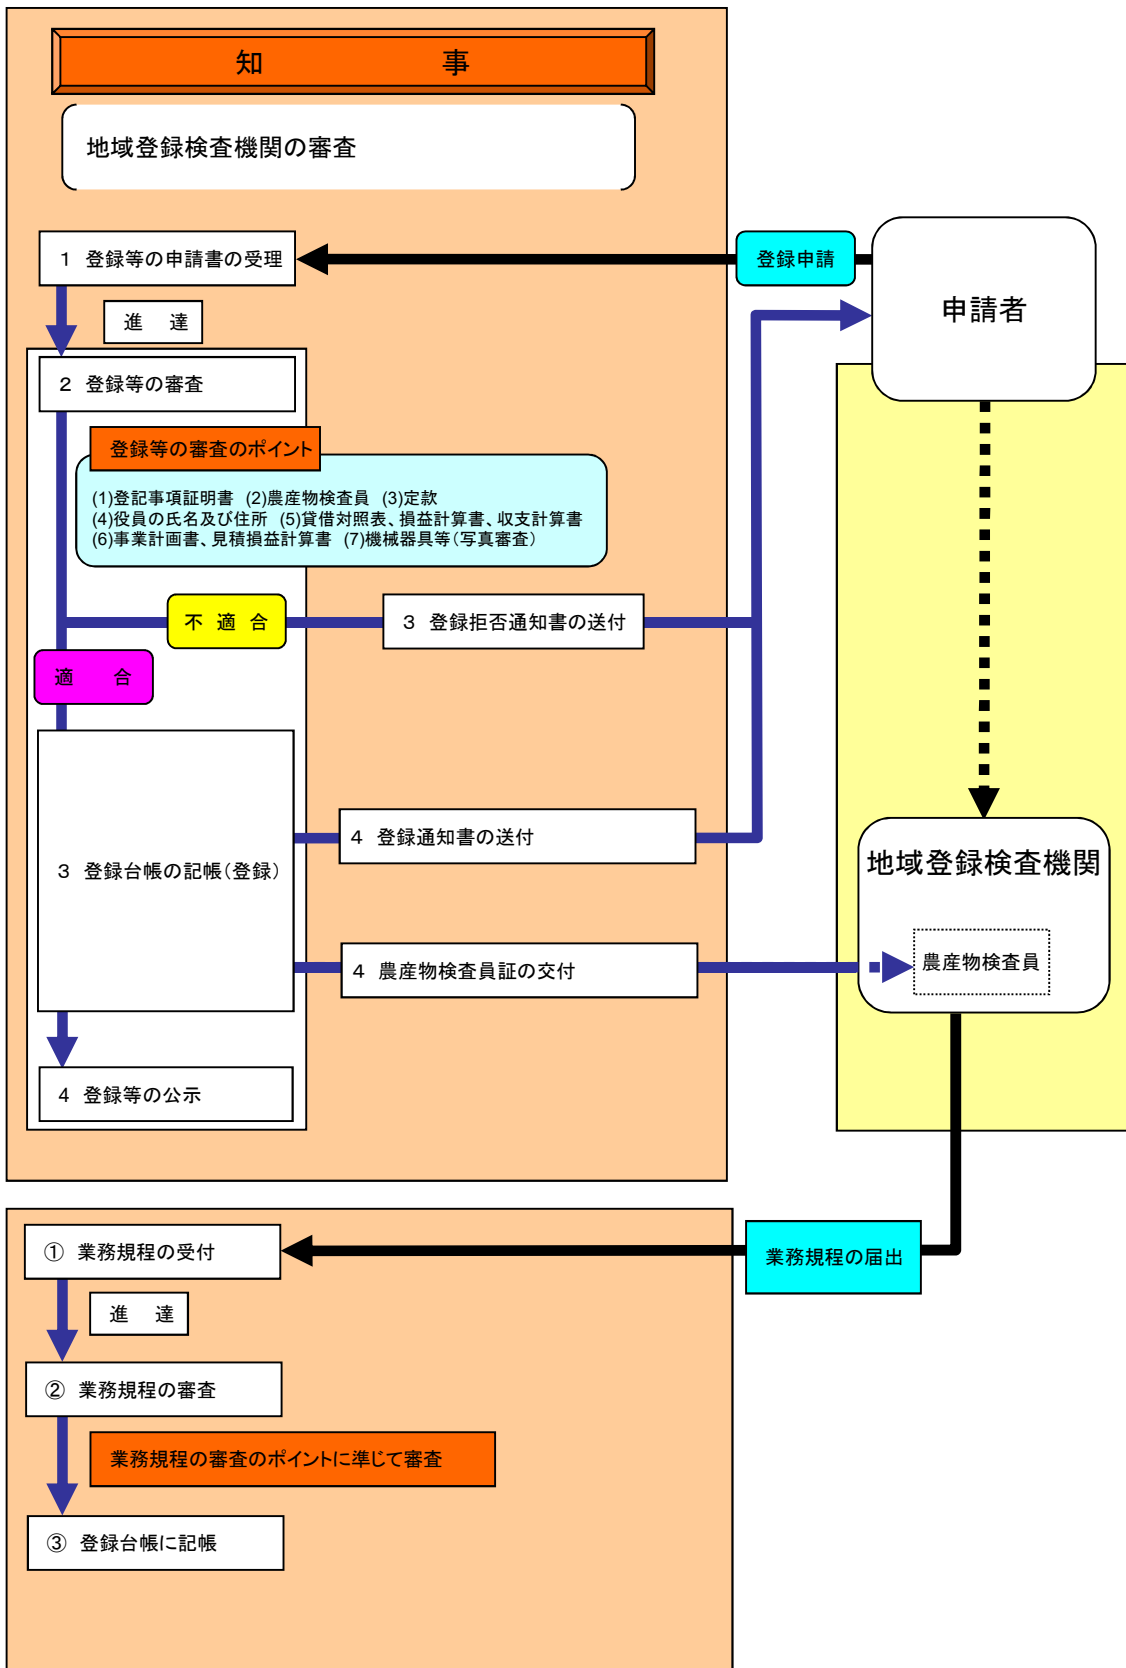 知　　　事
地域登録検査機関の審査
1 登録等の申請書の受理
登録申請
申請者
進 達
2 登録等の審査
登録等の審査のポイント
(1)登記事項証明書 (2)農産物検査員 (3)定款
(4)役員の氏名及び住所 (5)貸借対照表、損益計算書、収支計算書
(6)事業計画書、見積損益計算書 (7)機械器具等(写真審査)
不 適 合
3 登録拒否通知書の送付
適 合
3 登録台帳の記帳(登録)
4 登録通知書の送付
地域登録検査機関
農産物検査員
4 農産物検査員証の交付
4 登録等の公示
① 業務規程の受付
業務規程の届出
進 達
② 業務規程の審査
業務規程の審査のポイントに準じて審査
③ 登録台帳に記帳